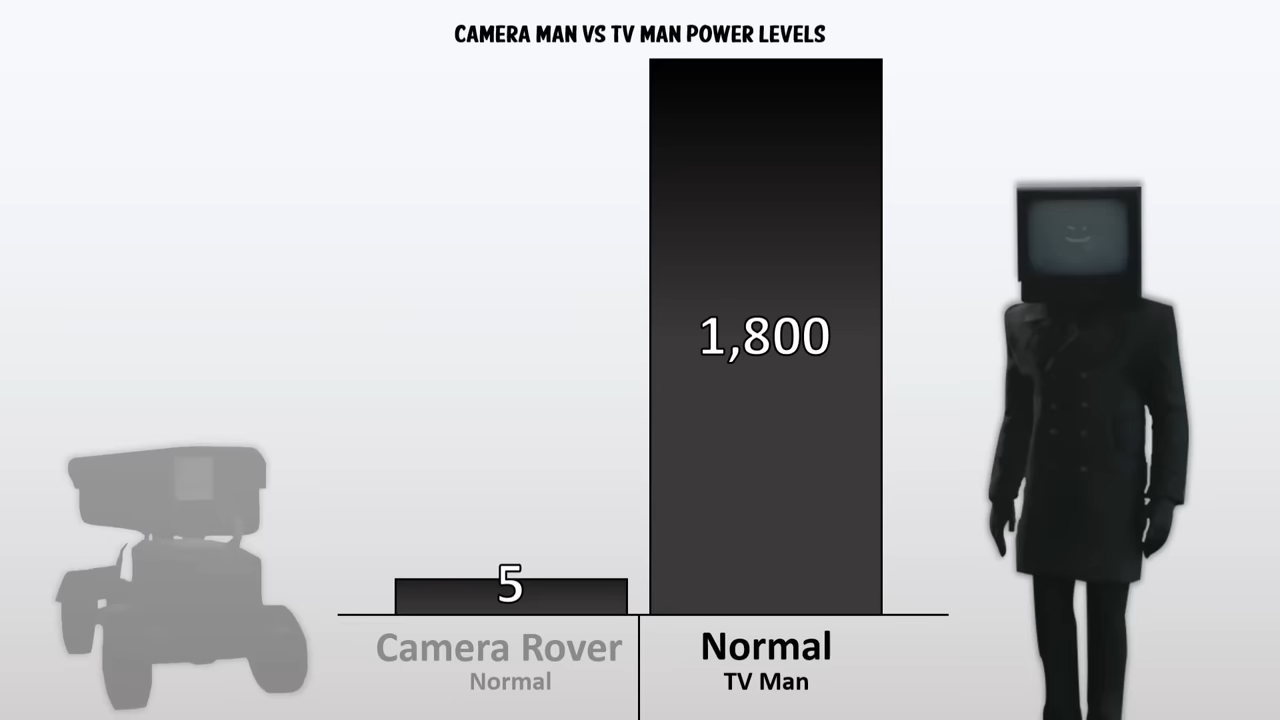 CAMERA MAN VS TV MAN POWER LEVELS
1,800
5
Camera Rover
Normal
Normal
TV Man